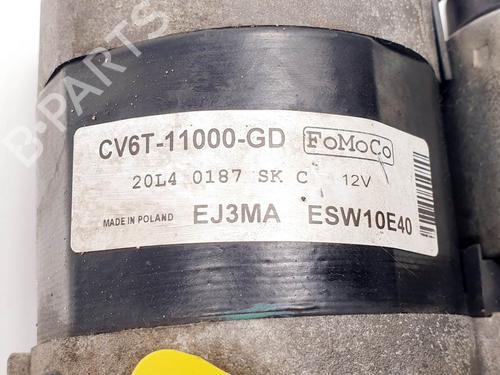 B-PARTS
CV6T-11000-GD FoMoCo
20L4 0187 SK C 12V
MADE IN POLAND EJ3MA ESW10E40